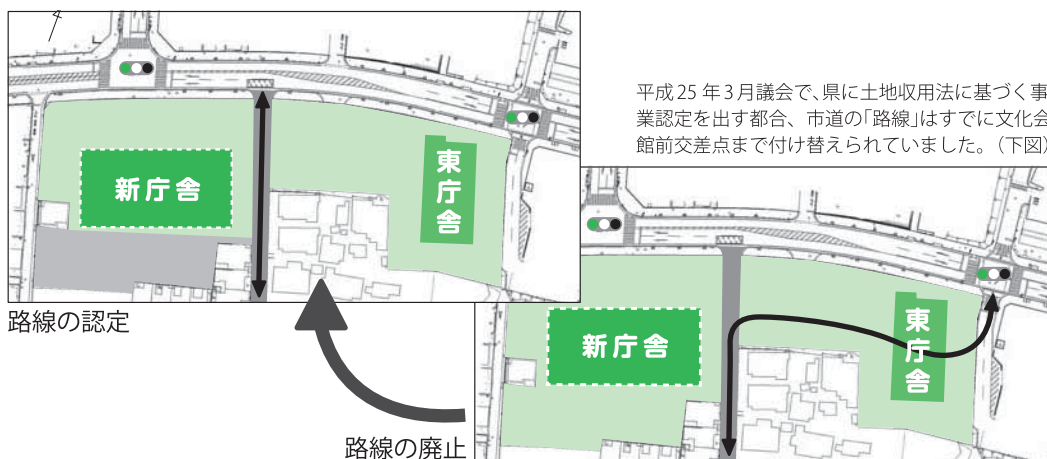 新庁舎
東庁舎
路線の認定
平成25年3月議会で、県に土地収用法に基づく事
業認定を出す都合、市道の「路線」はすでに文化会
館前交差点まで付け替えられていました。（下図）
新庁舎
東庁舎
路線の廃止